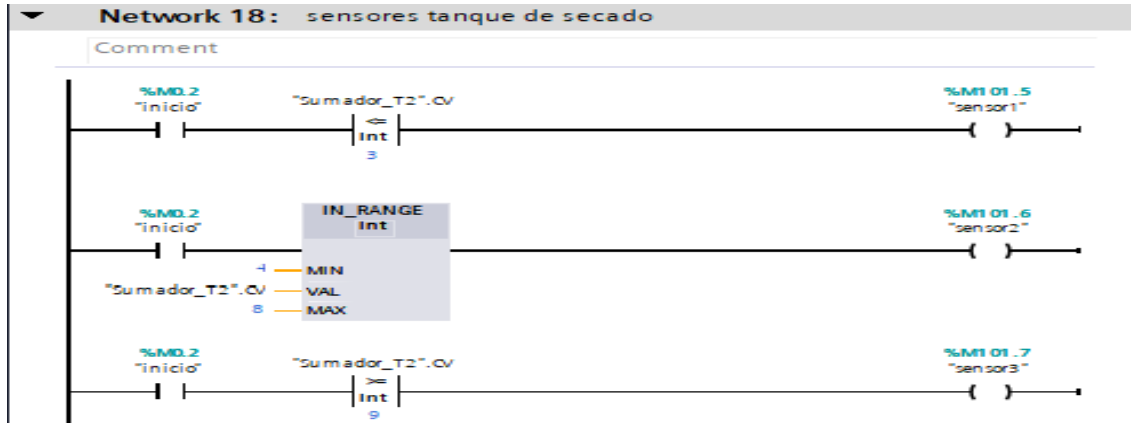 Network 18: sensores tanque de secado
Comment
%M0.2
"inicio"
"Sumador_T2".CV
<=
Int
3
%M101.5
"sensor1"
%M0.2
"inicio"
IN_RANGE
Int
4
MIN
"Sumador_T2".CV
VAL
8
MAX
%M101.6
"sensor2"
%M0.2
"inicio"
"Sumador_T2".CV
>=
Int
9
%M101.7
"sensor3"